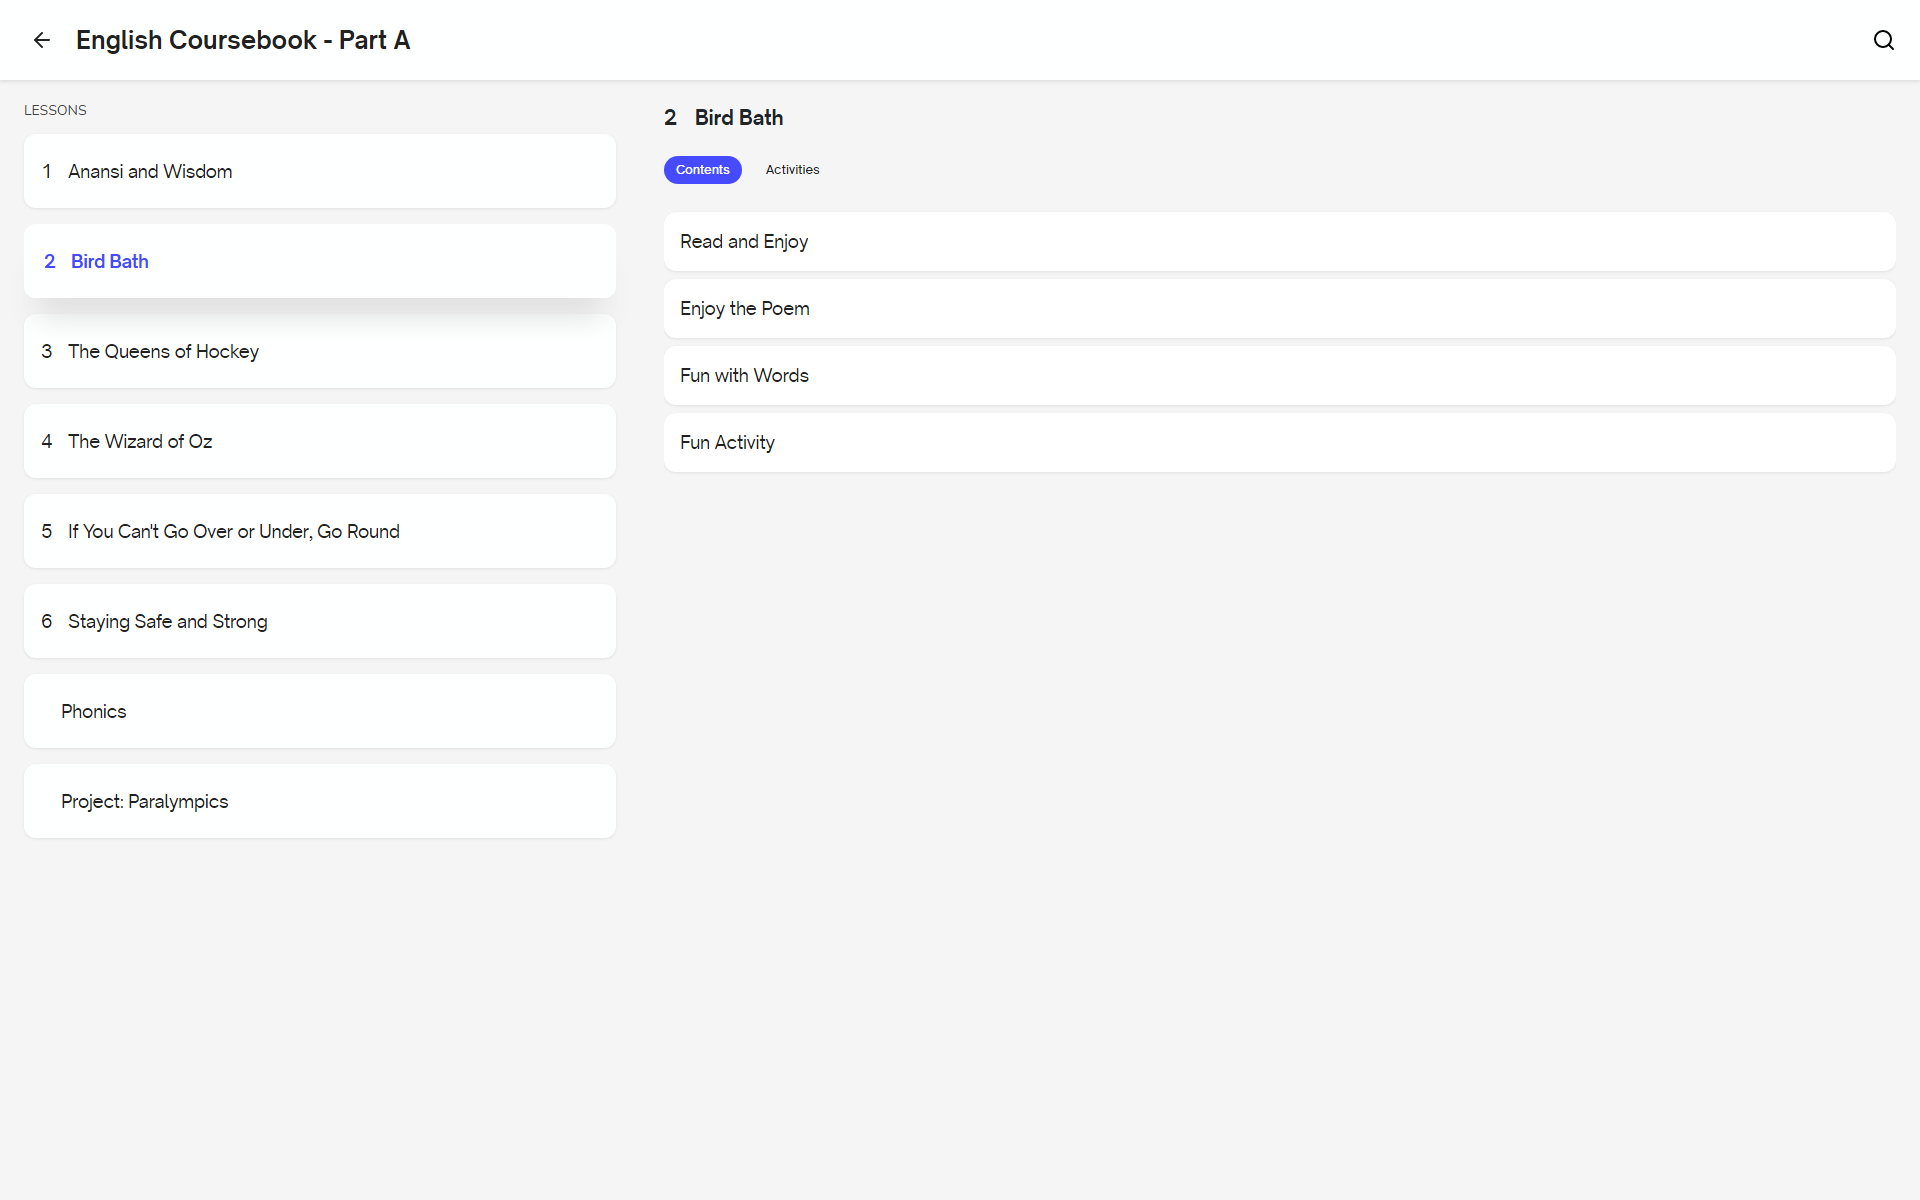 English Coursebook - Part A
LESSONS
1 Anansi and Wisdom
2 Bird Bath
3 The Queens of Hockey
4 The Wizard of Oz
5 If You Can't Go Over or Under, Go Round
6 Staying Safe and Strong
Phonics
Project: Paralympics
2 Bird Bath
Contents Activities
Read and Enjoy
Enjoy the Poem
Fun with Words
Fun Activity